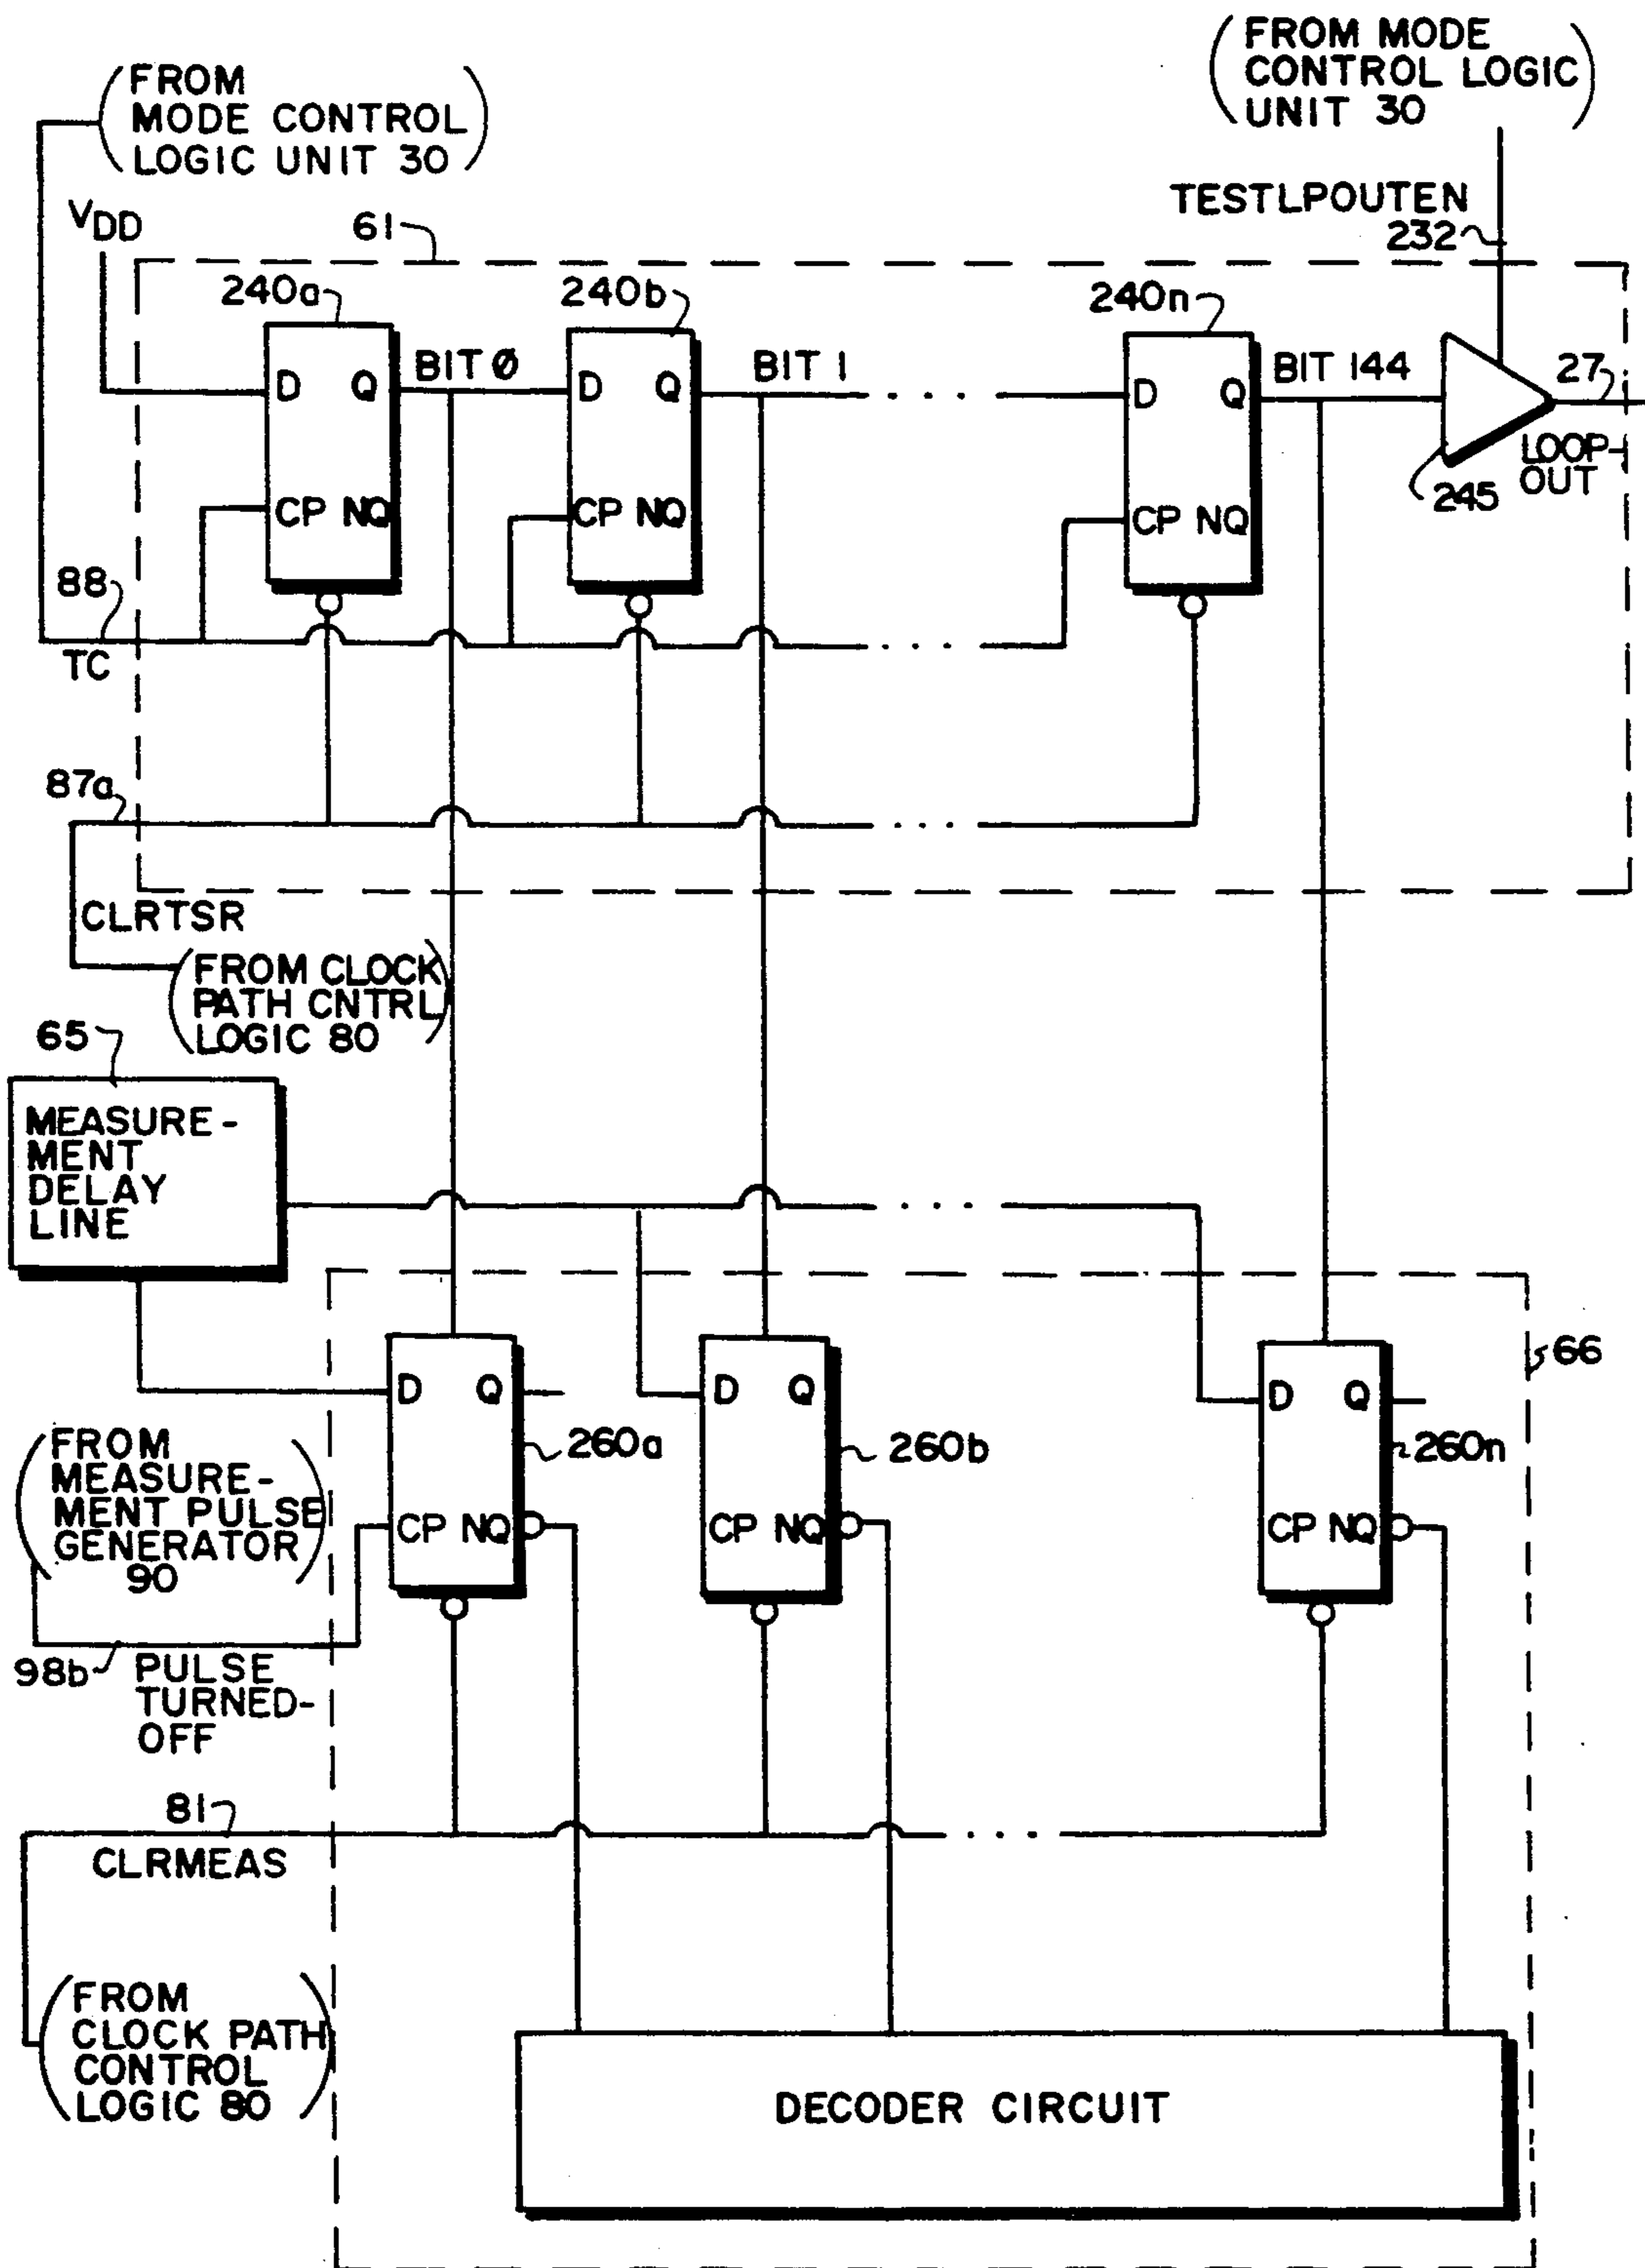 (FROM MODE
CONTROL LOGIC
UNIT 30)
(FROM
MODE CONTROL
LOGIC UNIT 30)
TESTLPOUTEN
232
VDD
61
240a
240b
240n
D Q
BIT 0
D Q
BIT 1
. . . .
D Q
BIT 144
27
LOOP-
OUT
245
CP NQ
CP NQ
CP NQ
88
TC
. . . .
87a
. . . .
CLRTSR
(FROM CLOCK
PATH CNTRL
LOGIC 80)
65
MEASURE-
MENT
DELAY
LINE
. . . .
66
D Q
D Q
D Q
260a
260b
260n
(FROM
MEASURE-
MENT PULSE
GENERATOR
90)
CP NQ
CP NQ
CP NQ
98b
PULSE
TURNED-
OFF
81
CLRMEAS
. . . .
(FROM
CLOCK PATH
CONTROL
LOGIC 80)
DECODER CIRCUIT